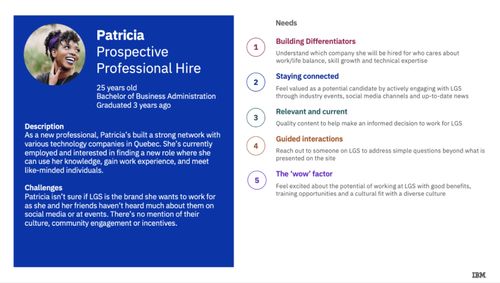 Patricia
Prospective
Professional Hire
25 years old
Bachelor of Business Administration
Graduated 3 years ago
Description
As a new professional, Patricia's built a strong network with
various technology companies in Quebec. She's currently
employed and interested in finding a new role where she
can use her knowledge, gain work experience, and meet
like-minded individuals.
Challenges
Patricia isn't sure if LGS is the brand she wants to work for
as she and her friends haven't heard much about them on
social media or at events. There's no mention of their
culture, community engagement or incentives.
Needs
1
Building Differentiators
Understand which company she will be hired for who cares about
work/life balance, skill growth and technical expertise
2
Staying connected
Feel valued as a potential candidate by actively engaging with LGS
through industry events, social media channels and up-to-date news
3
Relevant and current
Quality content to help make an informed decision to work for LGS
4
Guided interactions
Reach out to someone on LGS to address simple questions beyond what is
presented on the site
5
The 'wow' factor
Feel excited about the potential of working at LGS with good benefits,
training opportunities and a cultural fit with a diverse culture
IBM